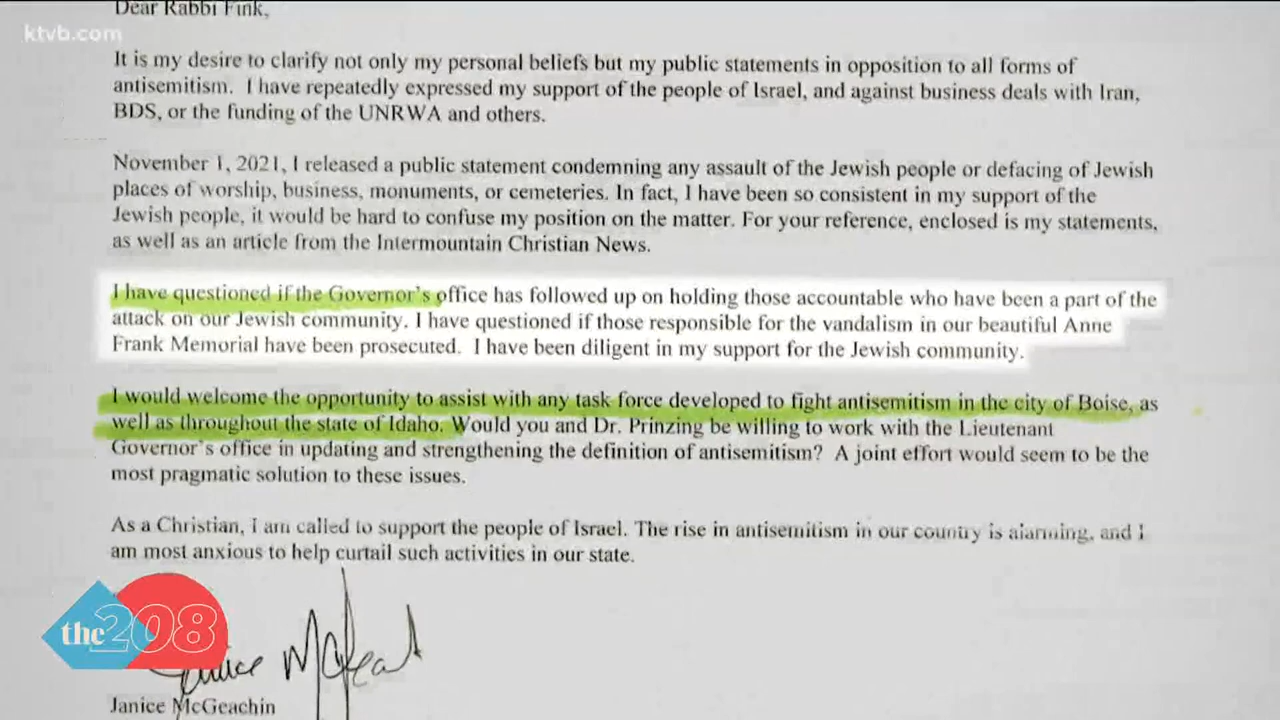 Dear Rabbi Fink,
ktvb.com
It is my desire to clarify not only my personal beliefs but my public statements in opposition to all forms of
antisemitism. I have repeatedly expressed my support of the people of Israel, and against business deals with Iran,
BDS, or the funding of the UNRWA and others.
November 1, 2021, I released a public statement condemning any assault of the Jewish people or defacing of Jewish
places of worship, business, monuments, or cemeteries. In fact, I have been so consistent in my support of the
Jewish people, it would be hard to confuse my position on the matter. For your reference, enclosed is my statements,
as well as an article from the Intermountain Christian News.
I have questioned if the Governor's office has followed up on holding those accountable who have been a part of the
attack on our Jewish community. I have questioned if those responsible for the vandalism in our beautiful Anne
Frank Memorial have been prosecuted. I have been diligent in my support for the Jewish community.
I would welcome the opportunity to assist with any task force developed to fight antisemitism in the city of Boise, as
well as throughout the state of Idaho. Would you and Dr. Prinzing be willing to work with the Lieutenant
Governor's office in updating and strengthening the definition of antisemitism? A joint effort would seem to be the
most pragmatic solution to these issues.
As a Christian, I am called to support the people of Israel. The rise in antisemitism in our country is alarming, and I
am most anxious to help curtail such activities in our state.
the 208
Janice McGeachin
Janice McGeachin